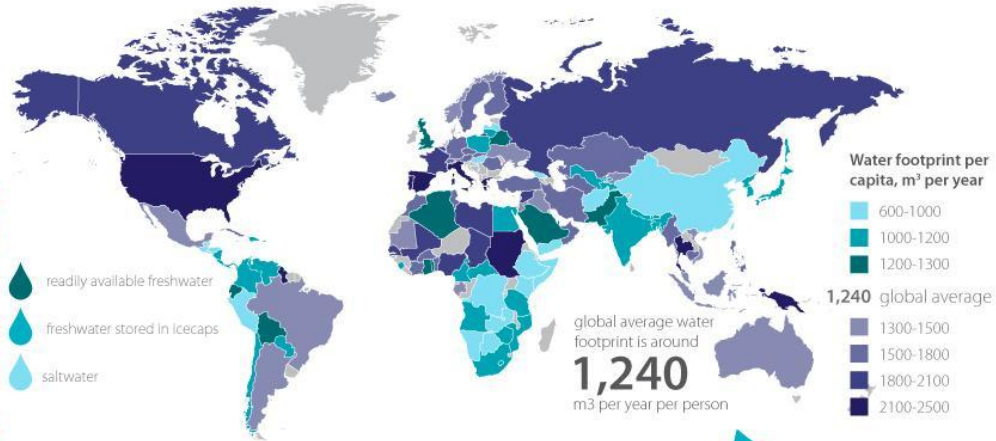 Water footprint per
capita, m³ per year
600-1000
1000-1200
1200-1300
1,240 global average
1300-1500
1500-1800
1800-2100
2100-2500
readily available freshwater
freshwater stored in icecaps
saltwater
global average water
footprint is around
1,240
m3 per year per person